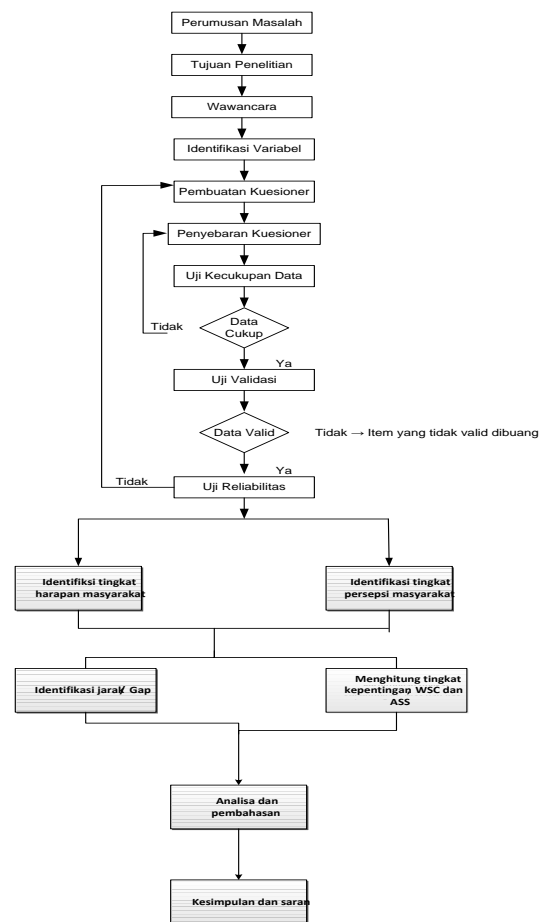 Perumusan Masalah
Tujuan Penelitian
Wawancara
Identifikasi Variabel
Pembuatan Kuesioner
Penyebaran Kuesioner
Uji Kecukupan Data
Data
Cukup
Tidak
Ya
Uji Validasi
Data Valid
Tidak → Item yang tidak valid dibuang
Ya
Tidak
Uji Reliabilitas
Identifiksi tingkat
harapan masyarakat
Identifikasi tingkat
persepsi masyarakat
Identifikasi jarak/ Gap
Menghitung tingkat
kepentingan, WSC dan
ASS
Analisa dan
pembahasan
Kesimpulan dan saran